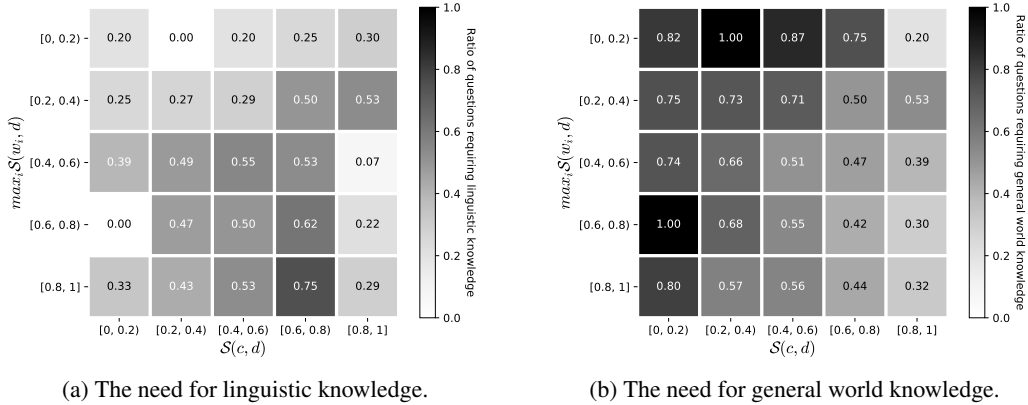 [0, 0.2)
[0.2, 0.4)
[0.4, 0.6)
[0.6, 0.8)
[0.8, 1]
max_i S(w_i, d)
0.20 0.00 0.20 0.25 0.30
0.25 0.27 0.29 0.50 0.53
0.39 0.49 0.55 0.53 0.07
0.00 0.47 0.50 0.62 0.22
0.33 0.43 0.53 0.75 0.29
[0, 0.2) [0.2, 0.4) [0.4, 0.6) [0.6, 0.8) [0.8, 1]
S(c, d)
1.0
0.8
0.6
0.4
0.2
0.0
Ratio of questions requiring linguistic knowledge
(a) The need for linguistic knowledge.
[0, 0.2)
[0.2, 0.4)
[0.4, 0.6)
[0.6, 0.8)
[0.8, 1]
max_i S(w_i, d)
0.82 1.00 0.87 0.75 0.20
0.75 0.73 0.71 0.50 0.53
0.74 0.66 0.51 0.47 0.39
1.00 0.68 0.55 0.42 0.30
0.80 0.57 0.56 0.44 0.32
[0, 0.2) [0.2, 0.4) [0.4, 0.6) [0.6, 0.8) [0.8, 1]
S(c, d)
1.0
0.8
0.6
0.4
0.2
0.0
Ratio of questions requiring general world knowledge
(b) The need for general world knowledge.